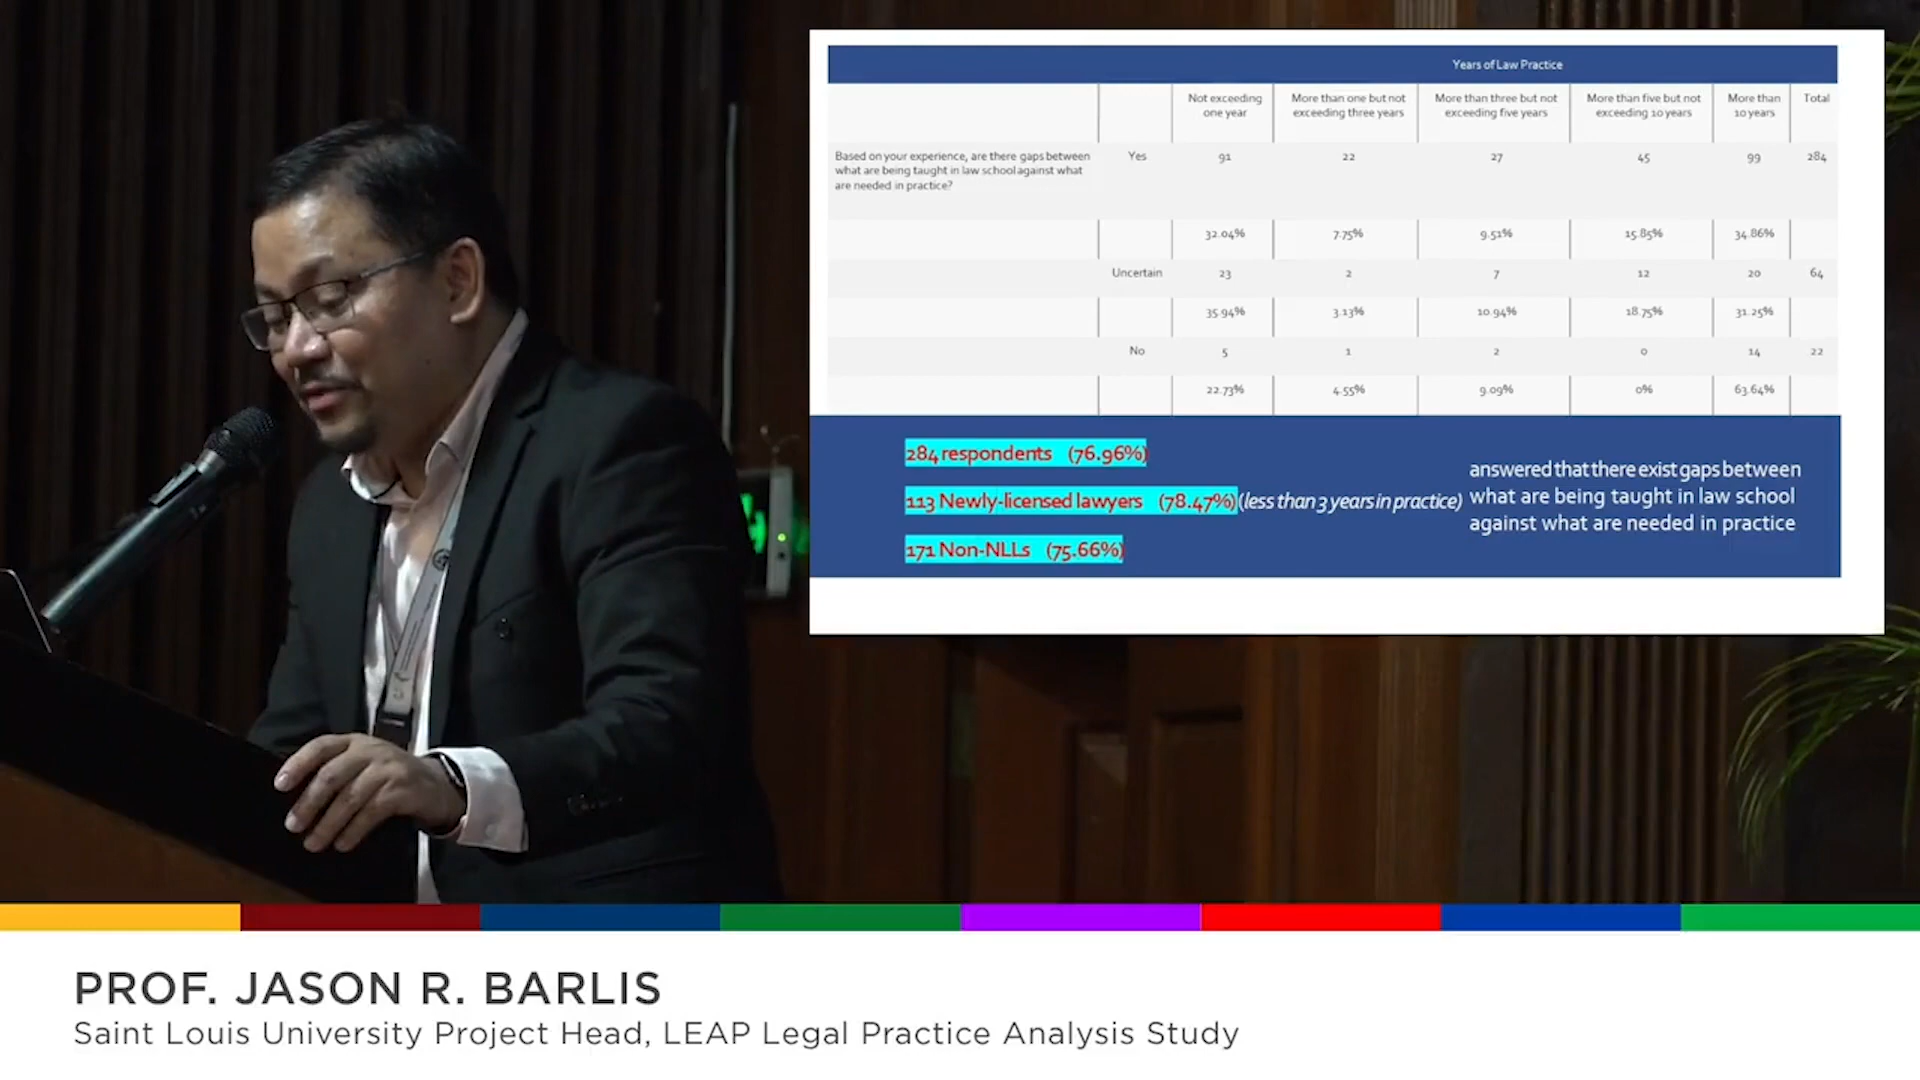 Years of Law Practice
Not exceeding one year
More than one but not exceeding three years
More than three but not exceeding five years
More than five but not exceeding 10 years
More than 10 years
Total
Based on your experience, are there gaps between
what are being taught in law school against what
are needed in practice?
Yes 91 22 27 45 99 284
32.04% 7.75% 9.51% 15.85% 34.86%
Uncertain 23 2 7 12 20 64
35.94% 3.13% 10.94% 18.75% 31.25%
No 5 1 2 0 14 22
22.73% 4.55% 9.09% 0% 63.64%
284 respondents (76.96%)
113 Newly-licensed lawyers (78.47%) (less than 3 years in practice)
171 Non-NLLs (75.66%)
answered that there exist gaps between
what are being taught in law school
against what are needed in practice
PROF. JASON R. BARLIS
Saint Louis University Project Head, LEAP Legal Practice Analysis Study